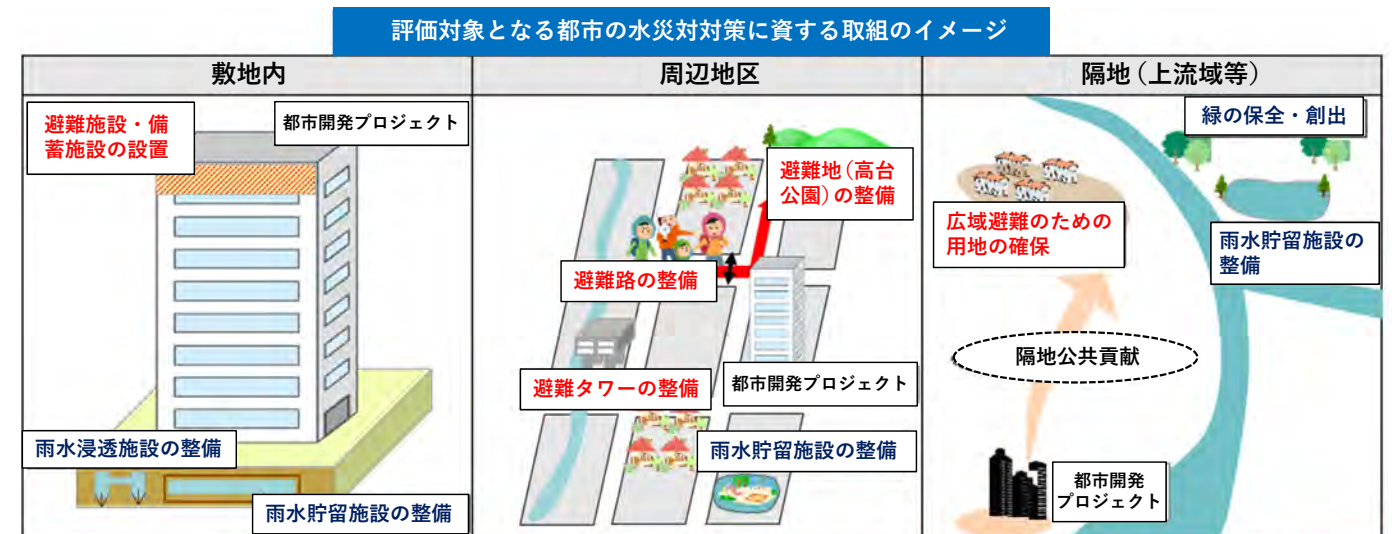 評価対象となる都市の水災対対策に資する取組のイメージ
敷地内
周辺地区
隔地（上流域等）
避難施設・備
蓄施設の設置
都市開発プロジェクト
雨水浸透施設の整備
雨水貯留施設の整備
避難地（高台
公園）の整備
避難路の整備
避難タワーの整備
都市開発プロジェクト
雨水貯留施設の整備
緑の保全・創出
広域避難のための
用地の確保
雨水貯留施設の
整備
隔地公共貢献
都市開発
プロジェクト